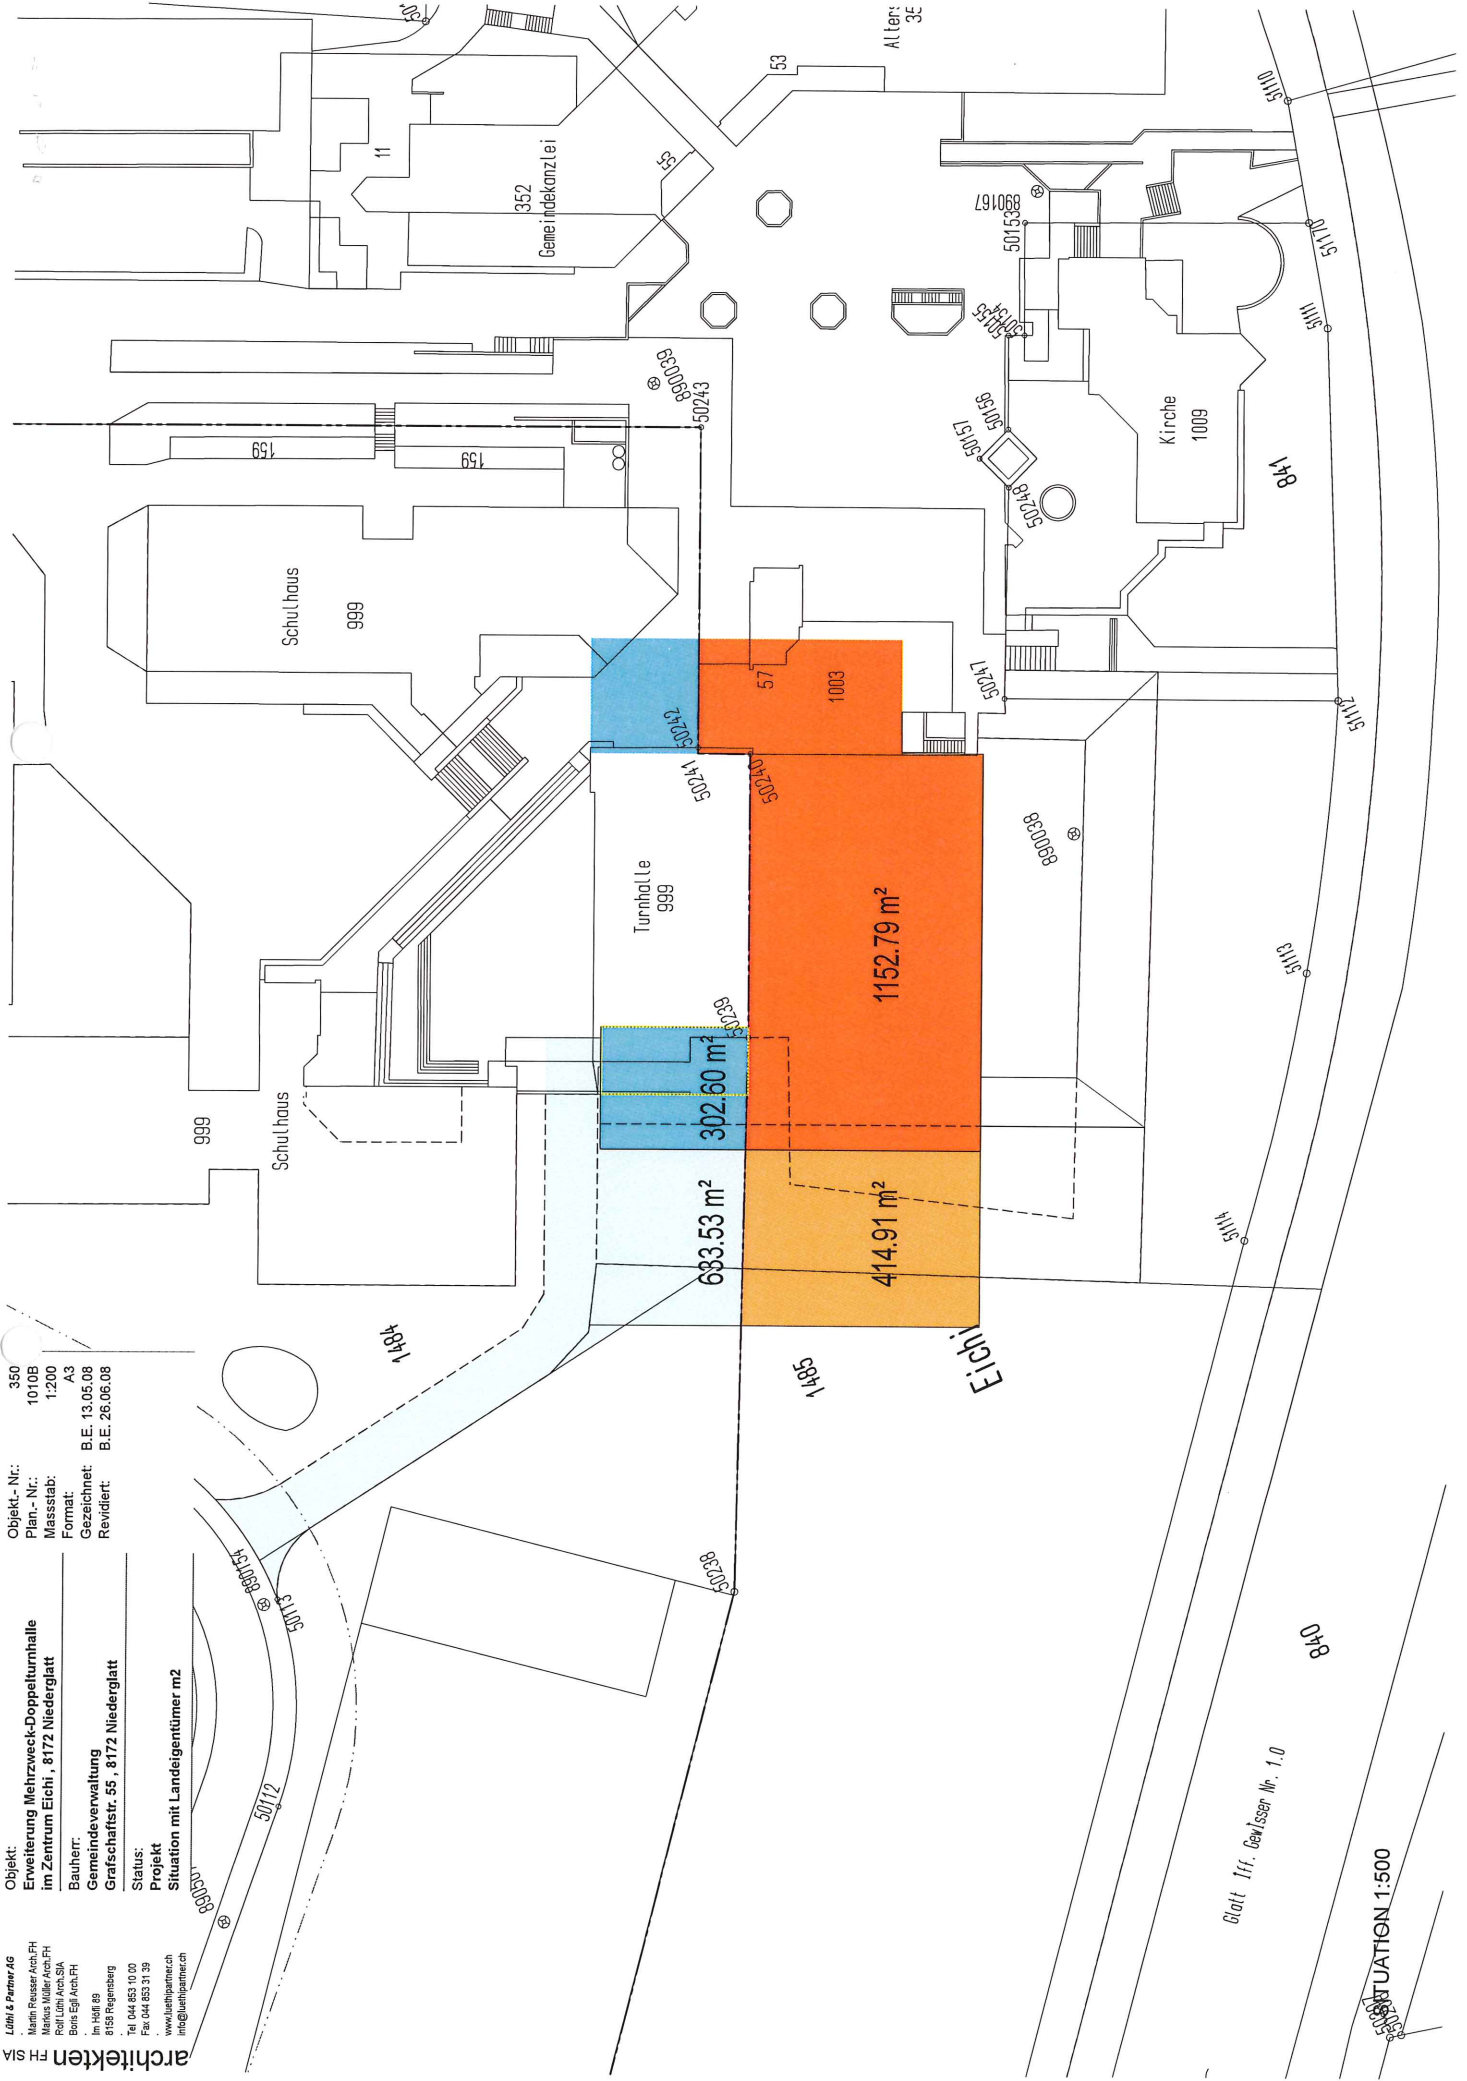 Lüthi & Partner AG
Martin Reusser Arch.FH
Markus Müller Arch.FH
Rolf Lüthi Arch.SIA
Boris Egli Arch.FH
Im Höfli 89
8158 Regensberg
Tel 044 853 10 00
Fax 044 853 31 39
www.luethipartner.ch
info@luethipartner.ch
architekten FH SIA
Objekt:
Erweiterung Mehrzweck-Doppelturnhalle
im Zentrum Eichi , 8172 Niederglatt
Bauherr:
Gemeindeverwaltung
Grafschaftstr. 55 , 8172 Niederglatt
Status:
Projekt
Situation mit Landeigentümer m2
Objekt.- Nr.: 350
Plan.- Nr.: 1010B
Massstab: 1:200
Format: A3
Gezeichnet: B.E. 13.05.08
Revidiert: B.E. 26.06.08
999
Schulhaus
Schulhaus
999
159
159
11
352
Gemeindekanzlei
55
53
890039
50243
50242
50241
50240
50239
57
1003
Turnhalle
999
302.60 m²
1152.79 m²
633.53 m²
414.91 m²
1484
1485
Eichi
890154
50113
50112
50238
890038
50247
50248
50157
50156
50155
50154
50153
890167
Kirche
1009
841
5110
51170
5111
51112
5113
51114
840
Glatt Iff. Gewässer Nr. 1.0
SITUATION 1:500